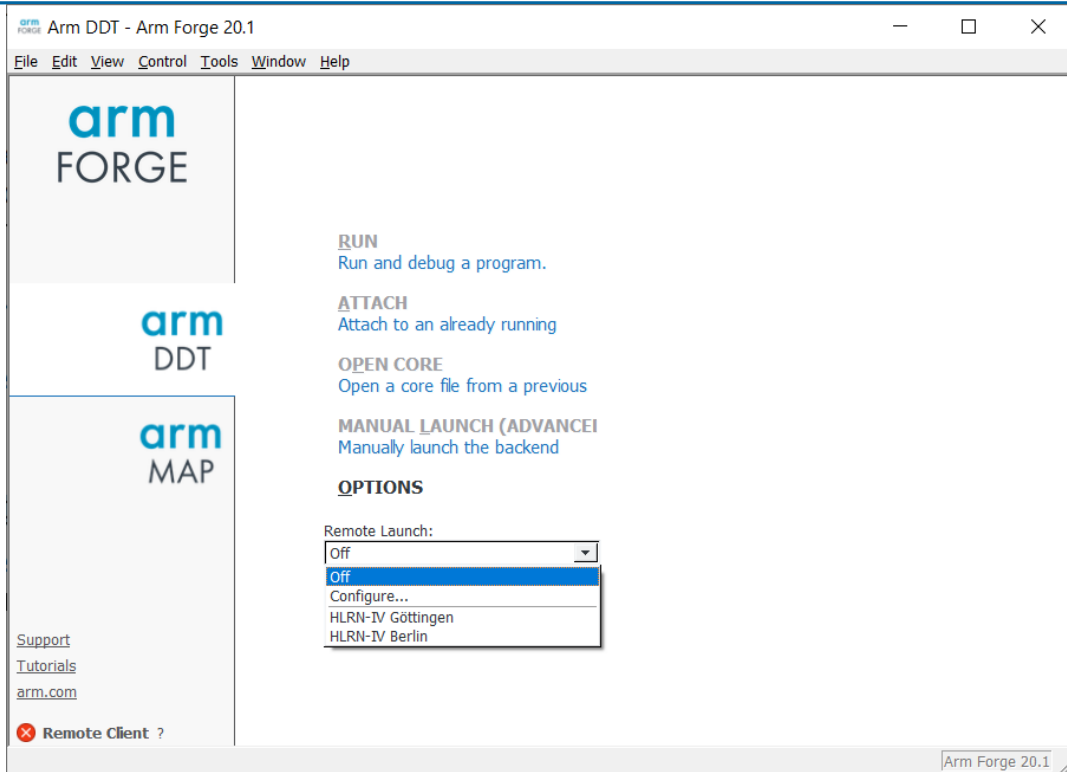 arm FORGE Arm DDT - Arm Forge 20.1
File Edit View Control Tools Window Help
arm
FORGE
arm
DDT
arm
MAP
Support
Tutorials
arm.com
Remote Client ?
RUN
Run and debug a program.
ATTACH
Attach to an already running
OPEN CORE
Open a core file from a previous
MANUAL LAUNCH (ADVANCEI
Manually launch the backend
OPTIONS
Remote Launch:
Off
Off
Configure...
HLRN-IV Göttingen
HLRN-IV Berlin
Arm Forge 20.1